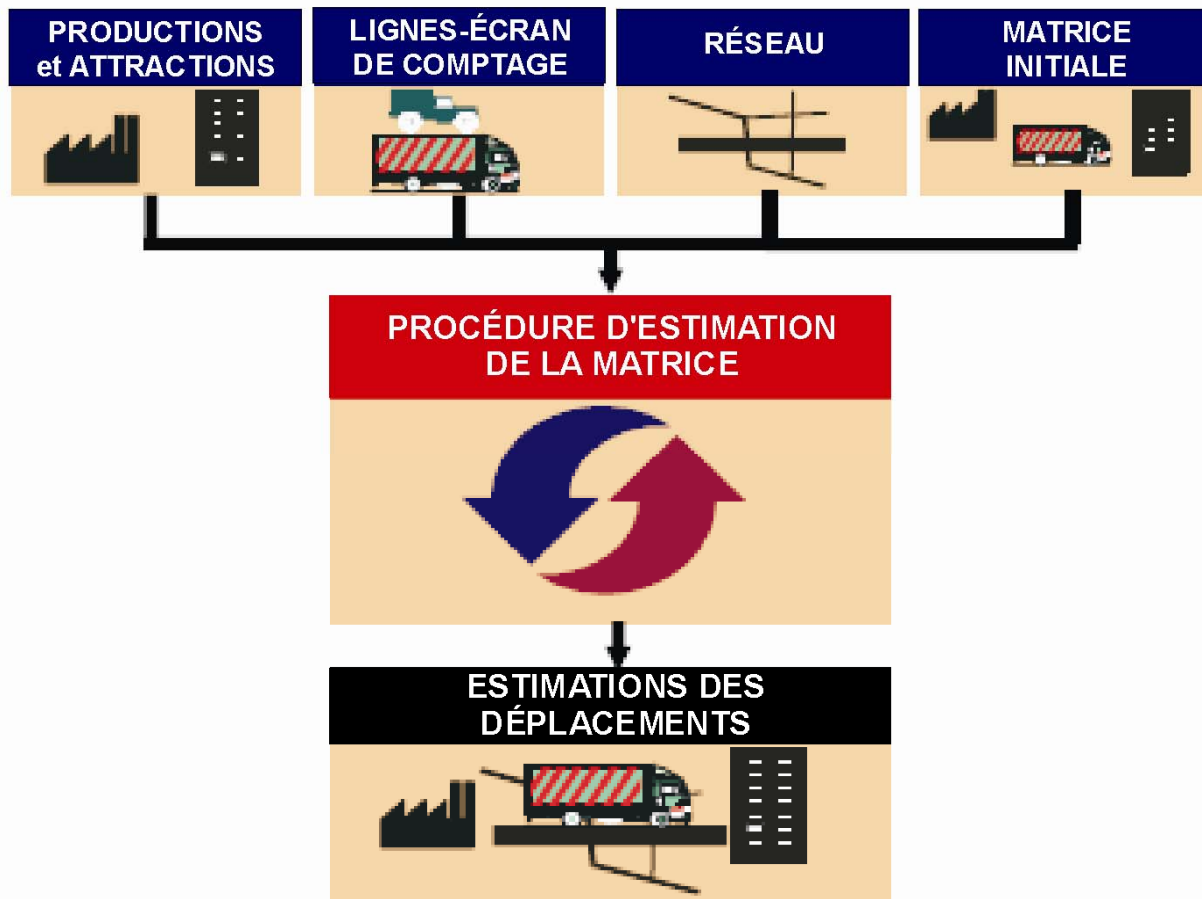 PRODUCTIONS
et ATTRACTIONS
LIGNES-ÉCRAN
DE COMPTAGE
RÉSEAU
MATRICE
INITIALE
PROCÉDURE D'ESTIMATION
DE LA MATRICE
ESTIMATIONS DES
DÉPLACEMENTS